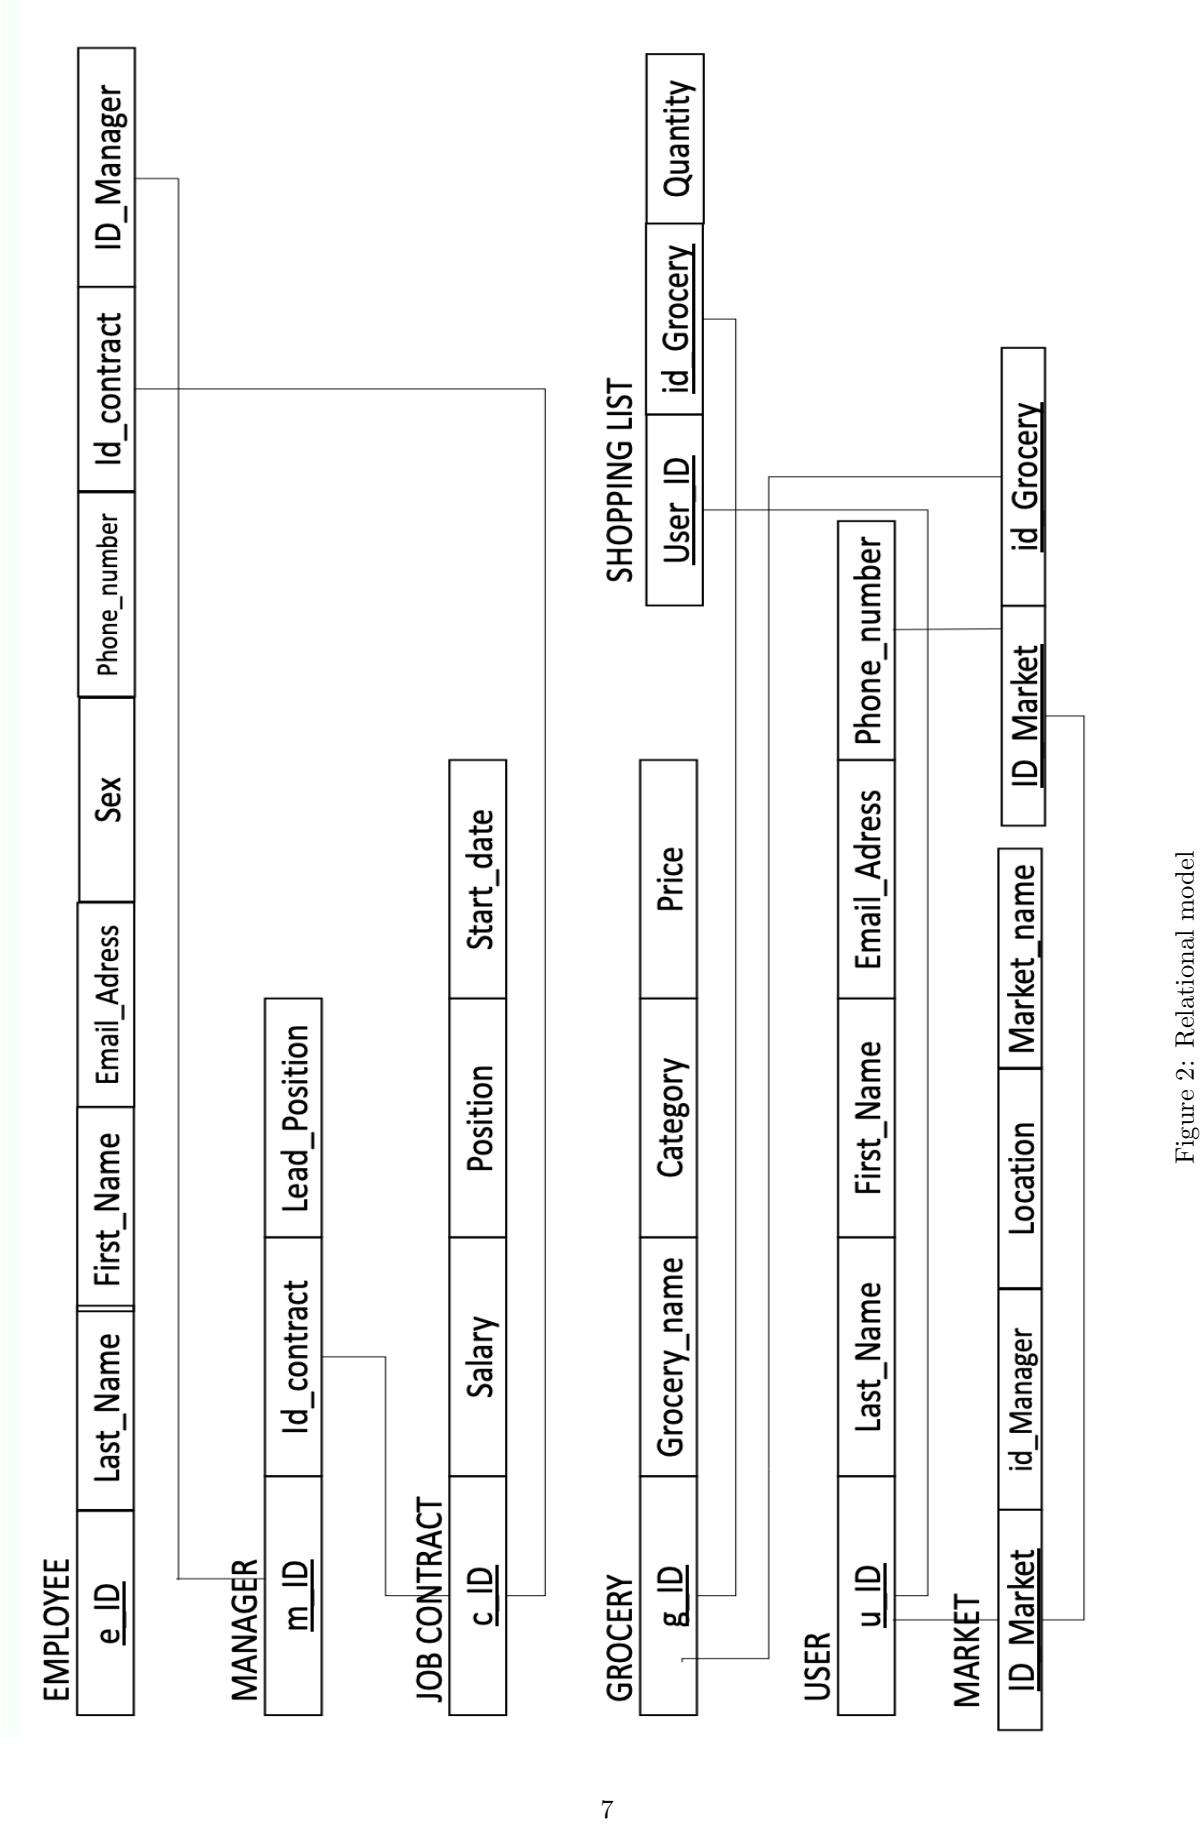 EMPLOYEE
e_ID Last_Name First_Name Email_Adress Sex Phone_number Id_contract ID_Manager
MANAGER
m_ID Id_contract Lead_Position
JOB CONTRACT
c_ID Salary Position Start_date
GROCERY
g_ID Grocery_name Category Price
SHOPPING LIST
User_ID id_Grocery Quantity
USER
u_ID Last_Name First_Name Email_Adress Phone_number
MARKET
ID_Market id_Manager Location Market_name
ID_Market id_Grocery
Figure 2: Relational model
7